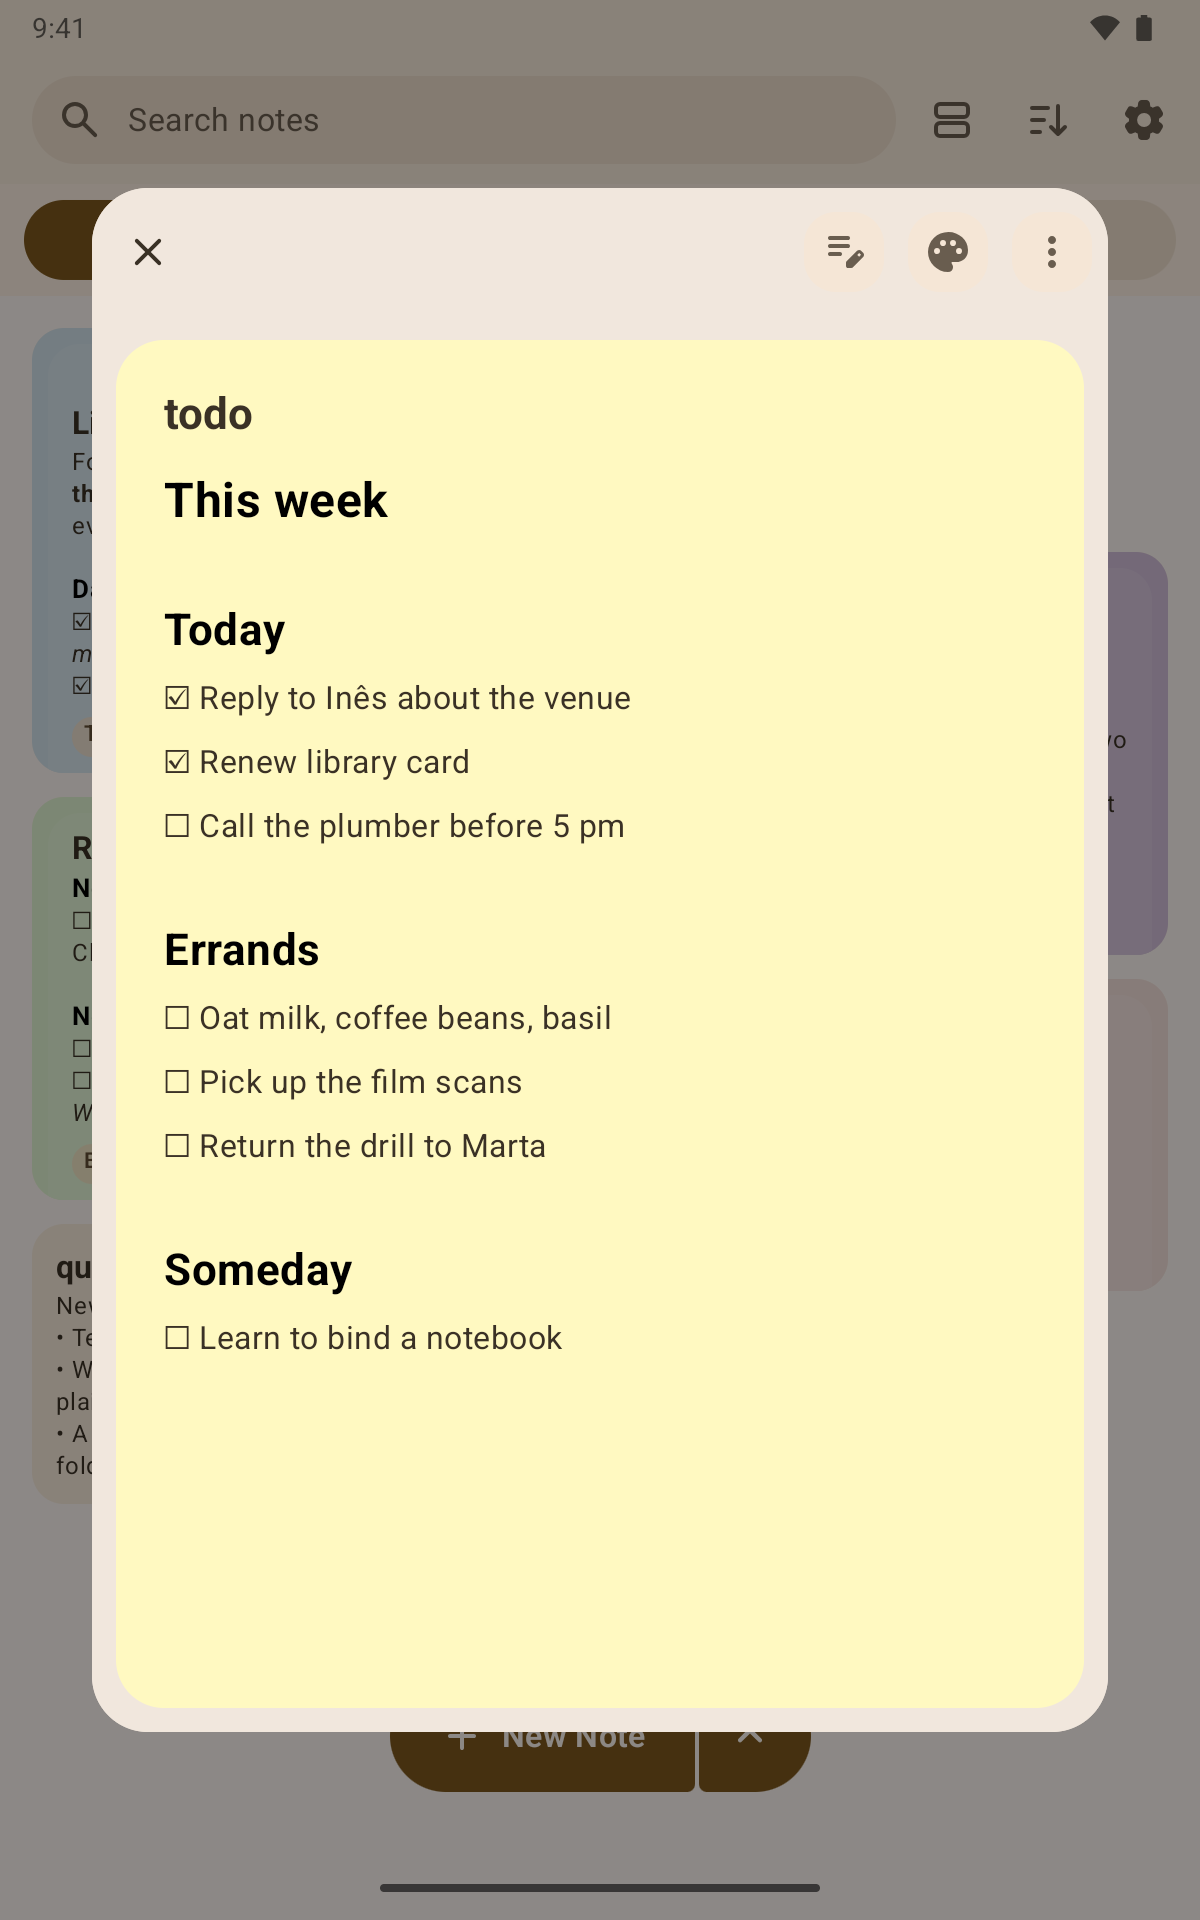 9:41
Search notes
todo
This week
Today
☑ Reply to Inês about the venue
☑ Renew library card
☐ Call the plumber before 5 pm
Errands
☐ Oat milk, coffee beans, basil
☐ Pick up the film scans
☐ Return the drill to Marta
Someday
☐ Learn to bind a notebook
New Note